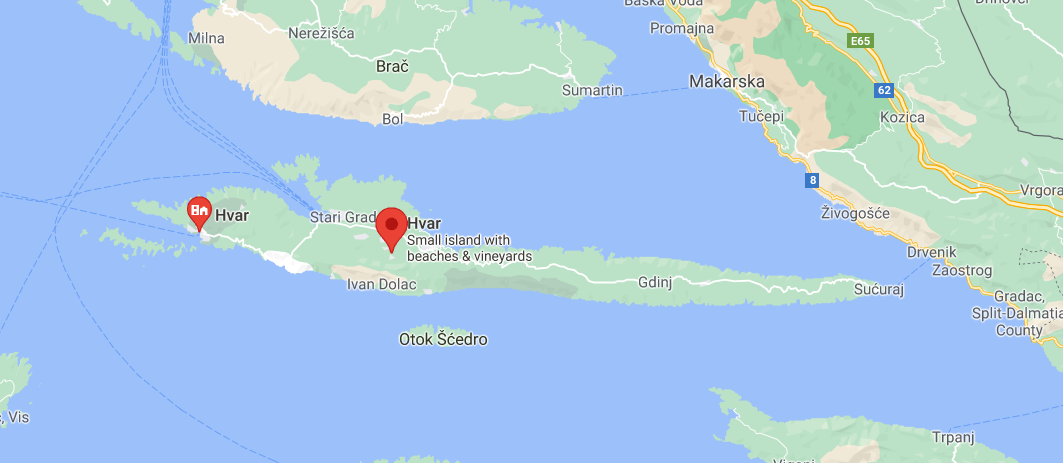 Baška Voda
Drinovci
Promajna
Milna
Nerežišća
E65
Brač
Makarska
Sumartin
62
Bol
Tučepi
Kozica
8
Vrgora
Hvar
Stari Grad
Hvar
Small island with
beaches & vineyards
Živogošće
Drvenik
Zaostrog
Ivan Dolac
Gdinj
Sućuraj
Gradac,
Split-Dalmatia
County
Otok Šćedro
, Vis
Trpanj